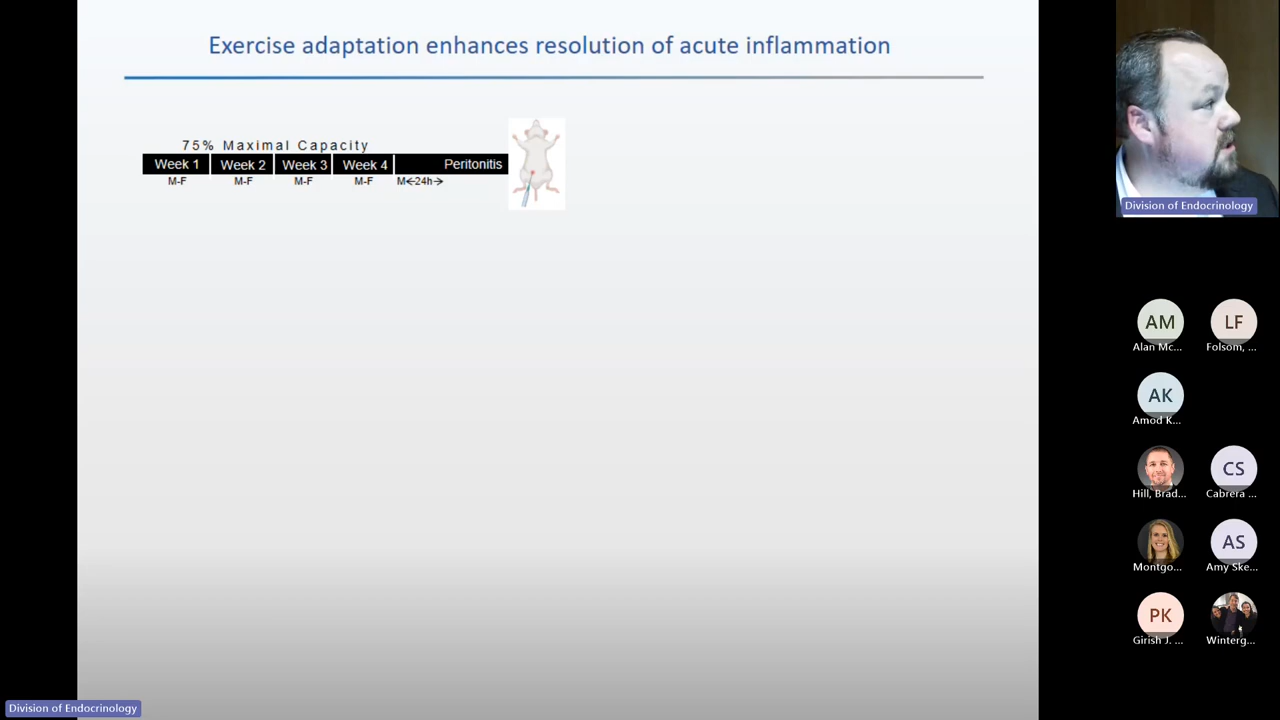 Exercise adaptation enhances resolution of acute inflammation
75% Maximal Capacity
Week 1 Week 2 Week 3 Week 4 Peritonitis
M-F M-F M-F M-F M<24h>
Division of Endocrinology
AM LF
Alan Mc... Folsom, ...
AK
Amod K...
CS
Hill, Brad... Cabrera ...
AS
Montgo... Amy Ske...
PK
Girish J. ... Winterg...
Division of Endocrinology